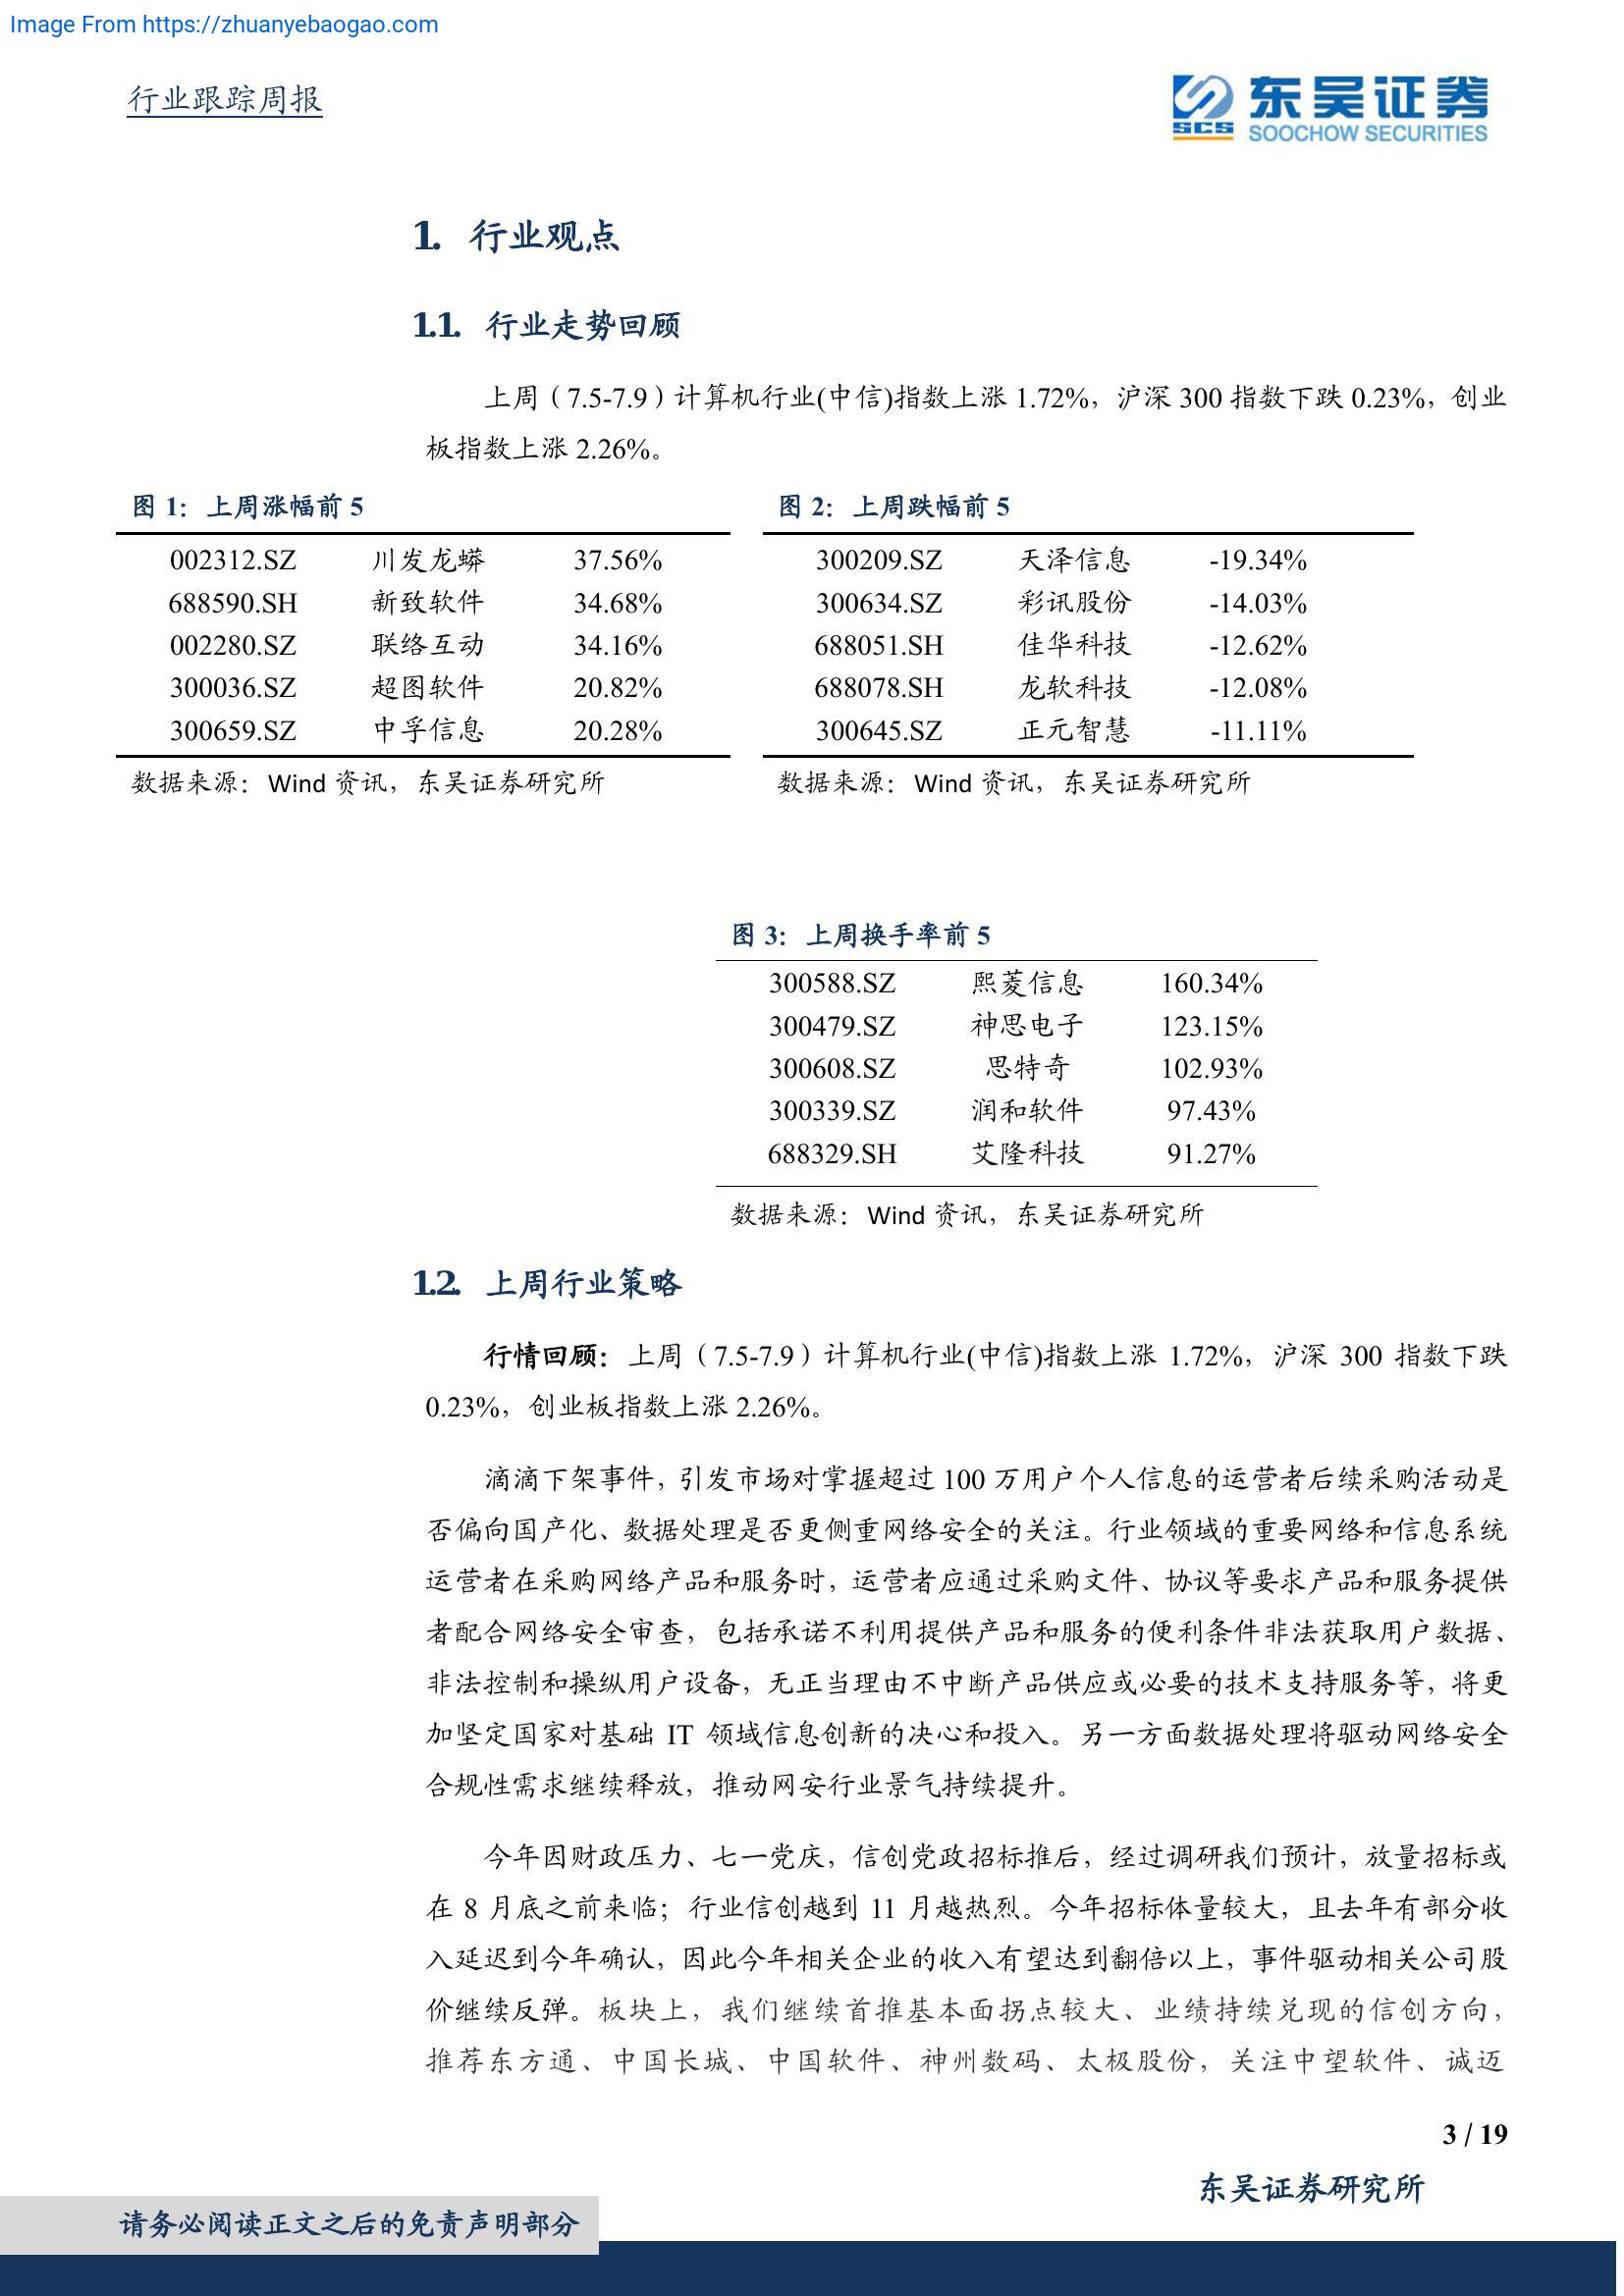 Image From https://zhuanyebaogao.com
行业跟踪周报
SCS
东吴证券
SOOCHOW SECURITIES
1. 行业观点
1.1. 行业走势回顾
上周（7.5-7.9）计算机行业(中信)指数上涨 1.72%，沪深 300 指数下跌 0.23%，创业
板指数上涨 2.26%。
图 1：上周涨幅前 5
002312.SZ 川发龙蟒 37.56%
688590.SH 新致软件 34.68%
002280.SZ 联络互动 34.16%
300036.SZ 超图软件 20.82%
300659.SZ 中孚信息 20.28%
数据来源：Wind 资讯，东吴证券研究所
图 2：上周跌幅前 5
300209.SZ 天泽信息 -19.34%
300634.SZ 彩讯股份 -14.03%
688051.SH 佳华科技 -12.62%
688078.SH 龙软科技 -12.08%
300645.SZ 正元智慧 -11.11%
数据来源：Wind 资讯，东吴证券研究所
图 3：上周换手率前 5
300588.SZ 熙菱信息 160.34%
300479.SZ 神思电子 123.15%
300608.SZ 思特奇 102.93%
300339.SZ 润和软件 97.43%
688329.SH 艾隆科技 91.27%
数据来源：Wind 资讯，东吴证券研究所
1.2. 上周行业策略
行情回顾：上周（7.5-7.9）计算机行业(中信)指数上涨 1.72%，沪深 300 指数下跌
0.23%，创业板指数上涨 2.26%。
滴滴下架事件，引发市场对掌握超过 100 万用户个人信息的运营者后续采购活动是
否偏向国产化、数据处理是否更侧重网络安全的关注。行业领域的重要网络和信息系统
运营者在采购网络产品和服务时，运营者应通过采购文件、协议等要求产品和服务提供
者配合网络安全审查，包括承诺不利用提供产品和服务的便利条件非法获取用户数据、
非法控制和操纵用户设备，无正当理由不中断产品供应或必要的技术支持服务等，将更
加坚定国家对基础 IT 领域信息创新的决心和投入。另一方面数据处理将驱动网络安全
合规性需求继续释放，推动网安行业景气持续提升。
今年因财政压力、七一党庆，信创党政招标推后，经过调研我们预计，放量招标或
在 8 月底之前来临；行业信创越到 11 月越热烈。今年招标体量较大，且去年有部分收
入延迟到今年确认，因此今年相关企业的收入有望达到翻倍以上，事件驱动相关公司股
价继续反弹。板块上，我们继续首推基本面拐点较大、业绩持续兑现的信创方向，
推荐东方通、中国长城、中国软件、神州数码、太极股份，关注中望软件、诚迈
3 / 19
东吴证券研究所
请务必阅读正文之后的免责声明部分